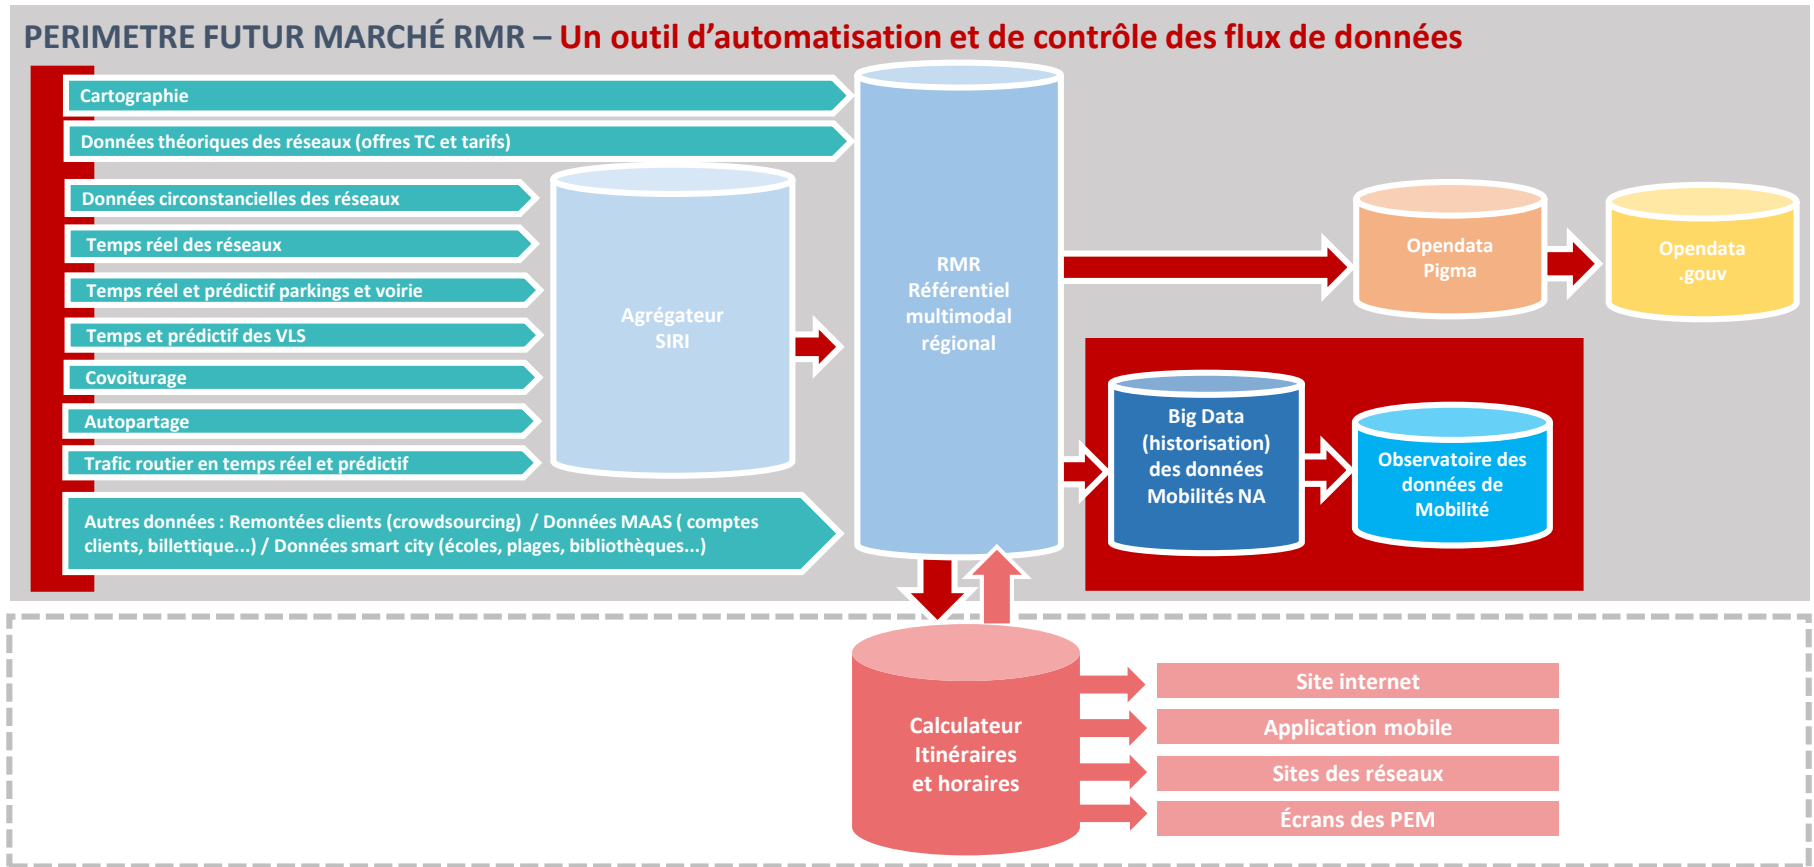 PERIMETRE FUTUR MARCHÉ RMR – Un outil d'automatisation et de contrôle des flux de données
Cartographie
Données théoriques des réseaux (offres TC et tarifs)
Données circonstancielles des réseaux
Temps réel des réseaux
Temps réel et prédictif parkings et voirie
Temps et prédictif des VLS
Covoiturage
Autopartage
Trafic routier en temps réel et prédictif
Autres données : Remontées clients (crowdsourcing) / Données MAAS ( comptes
clients, billettique...) / Données smart city (écoles, plages, bibliothèques...)
Agrégateur
SIRI
RMR
Référentiel
multimodal
régional
Opendata
Pigma
Opendata
.gouv
Big Data
(historisation)
des données
Mobilités NA
Observatoire des
données de
Mobilité
Calculateur
Itinéraires
et horaires
Site internet
Application mobile
Sites des réseaux
Écrans des PEM